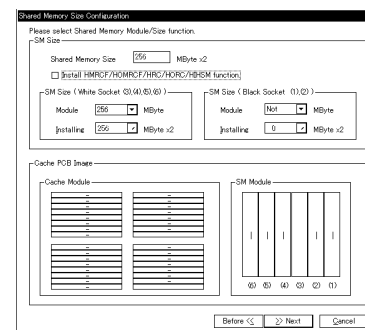 Shared Memory Size Configuration
Please select Shared Memory Module/Size function.
SM Size
Shared Memory Size 256 MByte x2
Install HMRCF/HOMRCF/HRC/HORC/HIHSM function.
SM Size ( White Socket (3),(4),(5),(6) )
Module 256 MByte
Installing 256 MByte x2
SM Size ( Black Socket (1),(2) )
Module Not MByte
Installing 0 MByte x2
Cache PCB Image
Cache Module
SM Module
(6) (5) (4) (3) (2) (1)
Before << >> Next Cancel